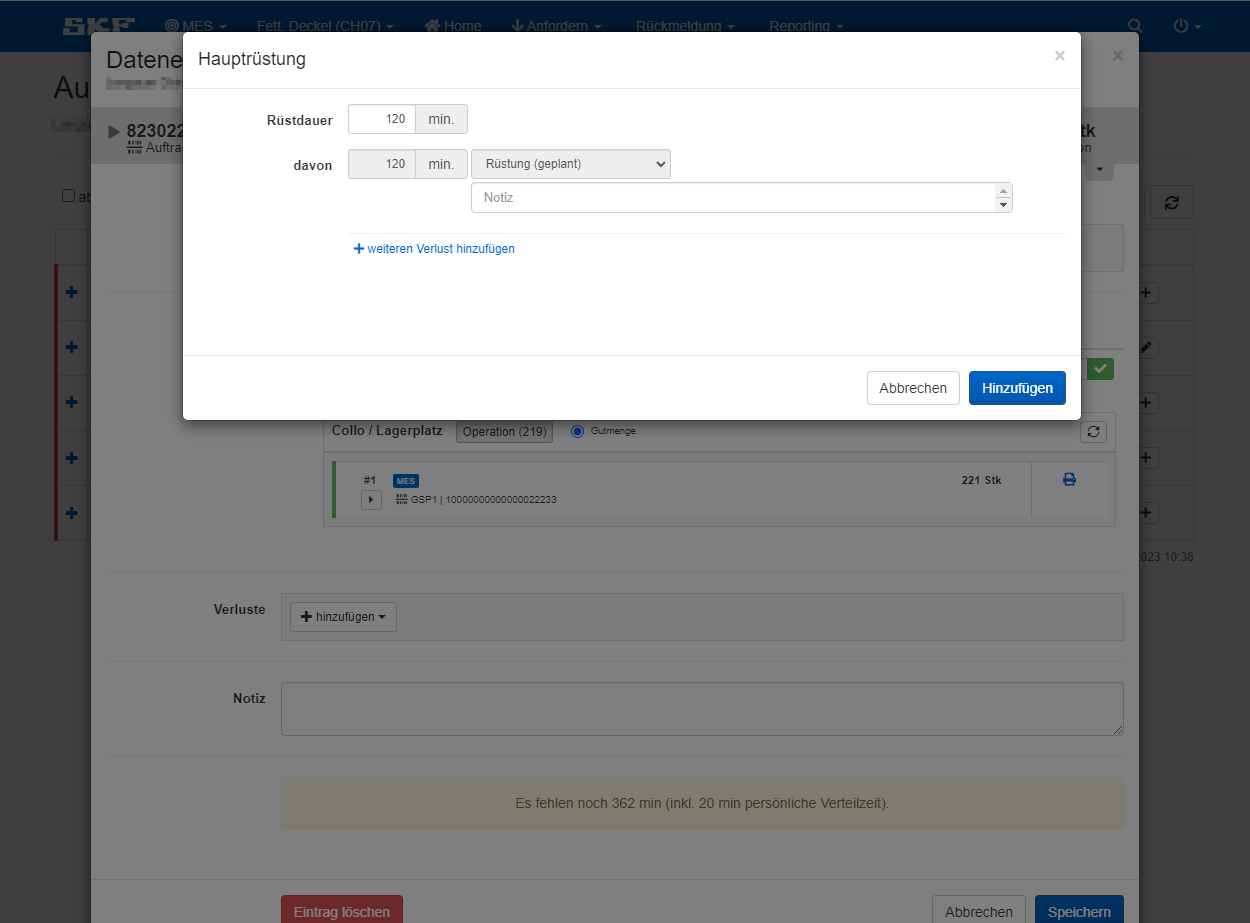 SKF MES Fett, Deckel (CH07) Home Anfordern Rückmeldung Reporting
Datene
Au
Hauptrüstung
×
×
823022
Auftra
tk
on
ab
Rüstdauer 120 min.
davon 120 min. Rüstung (geplant)
Notiz
+ weiteren Verlust hinzufügen
Abbrechen Hinzufügen
Collo / Lagerplatz Operation (219) Gutmenge
#1 MES 221 Stk
GSP1 | 10000000000000022233
2023 10:38
Verluste + hinzufügen
Notiz
Es fehlen noch 362 min (inkl. 20 min persönliche Verteilzeit).
Eintrag löschen Abbrechen Speichern